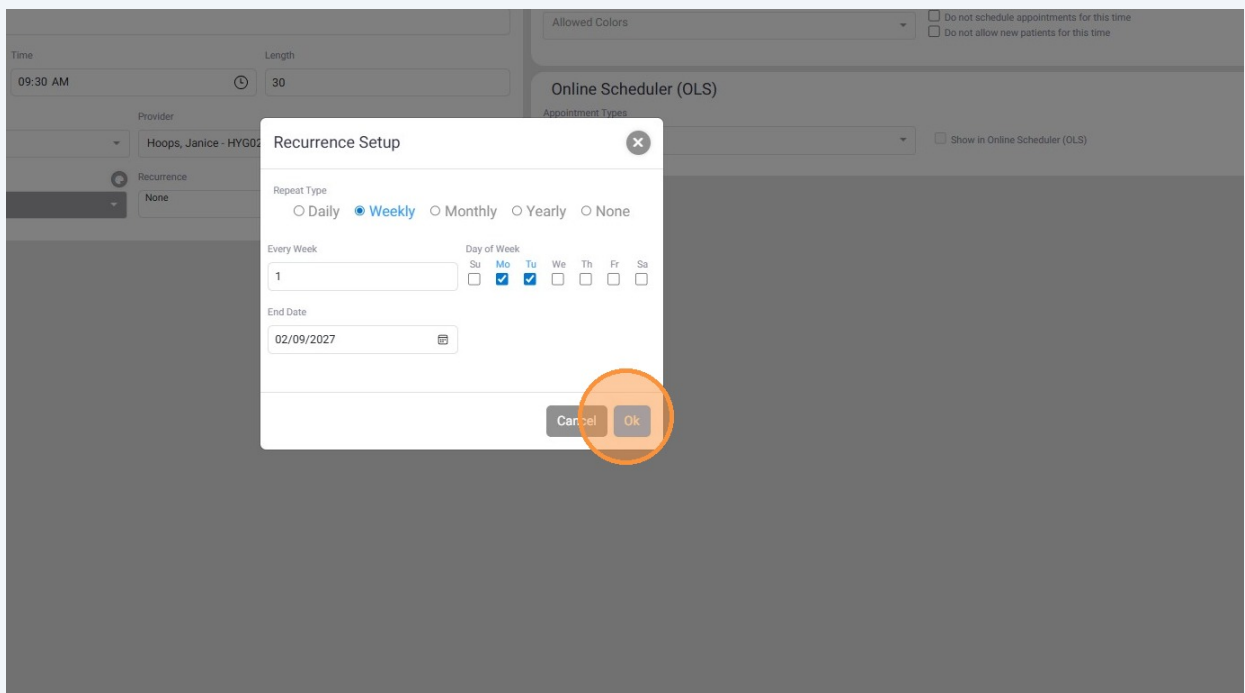 Allowed Colors
Do not schedule appointments for this time
Do not allow new patients for this time
Time
Length
09:30 AM
30
Online Scheduler (OLS)
Appointment Types
Show in Online Scheduler (OLS)
Provider
Hoops, Janice - HYG02
Recurrence
None
Recurrence Setup
Repeat Type
Daily Weekly Monthly Yearly None
Every Week
Day of Week
Su Mo Tu We Th Fr Sa
1
End Date
02/09/2027
Cancel Ok